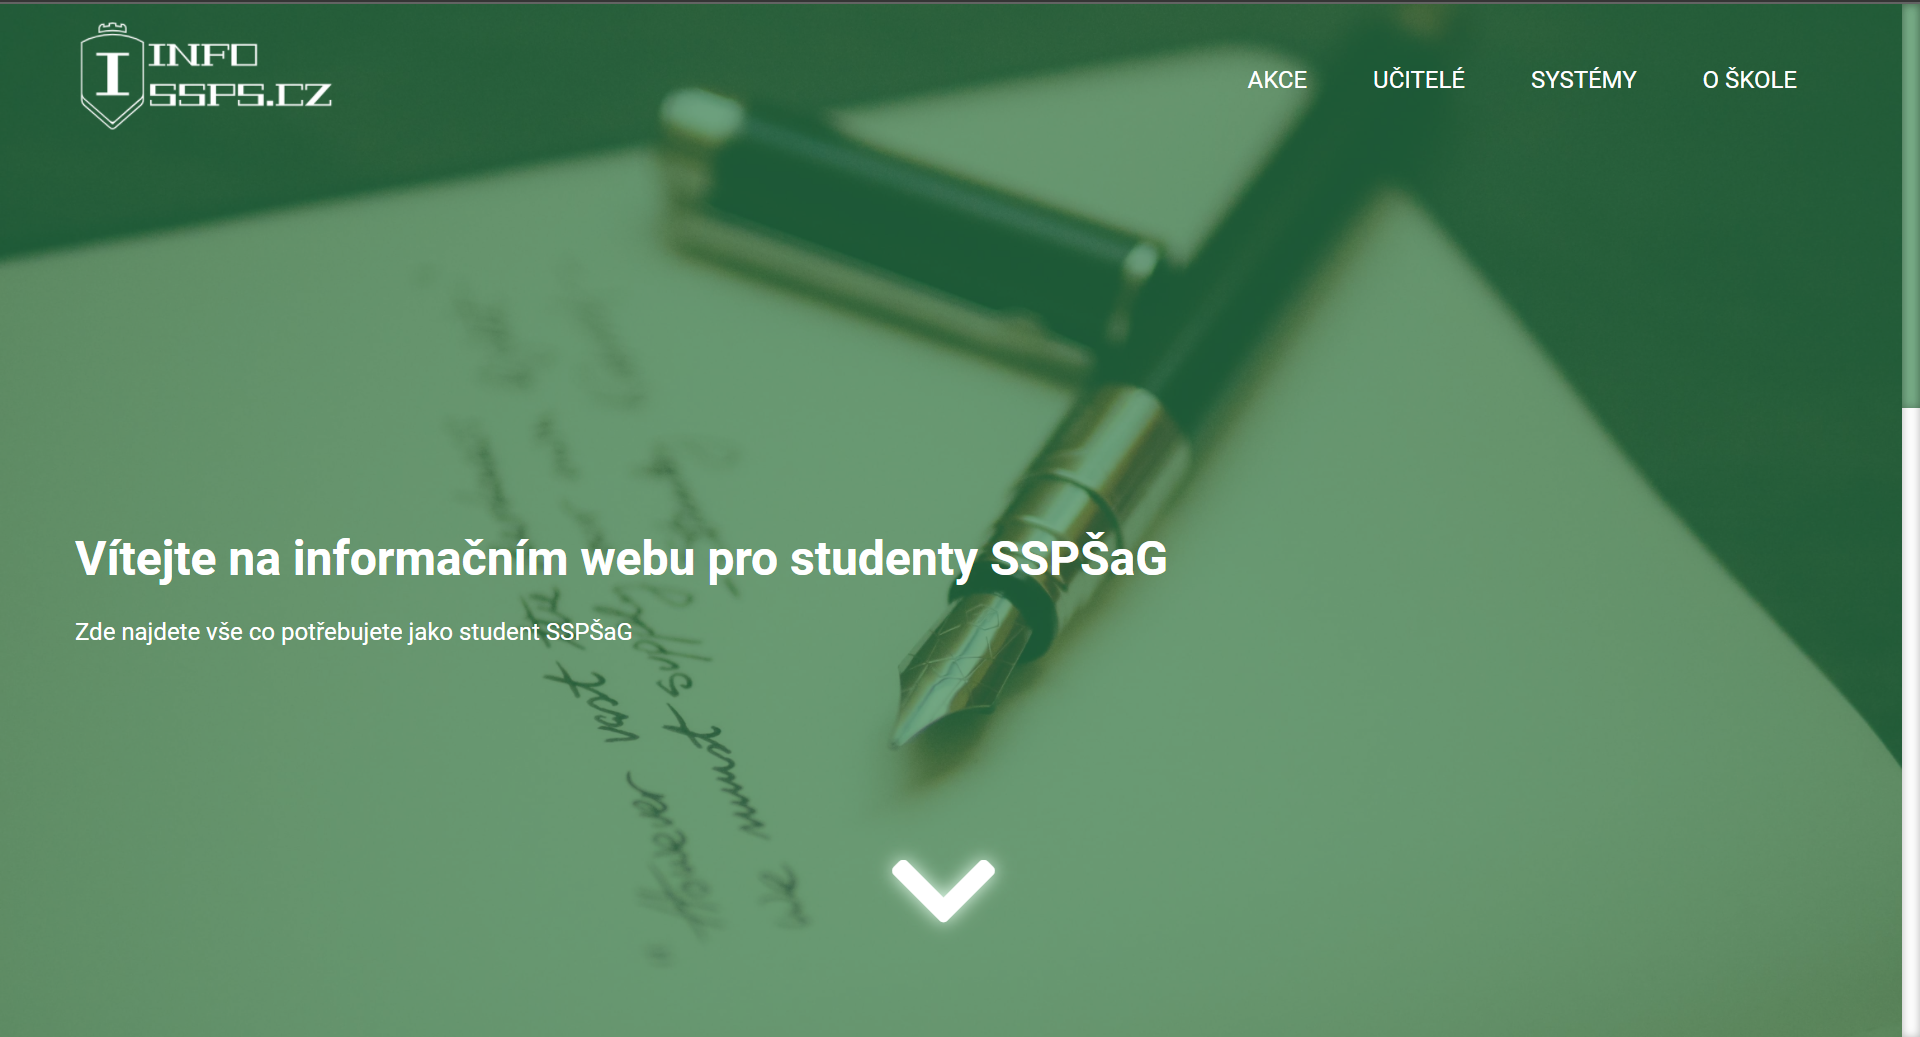 INFO
SSPS.CZ
AKCE
UČITELÉ
SYSTÉMY
O ŠKOLE
Vítejte na informačním webu pro studenty SSPŠaG
Zde najdete vše co potřebujete jako student SSPŠaG